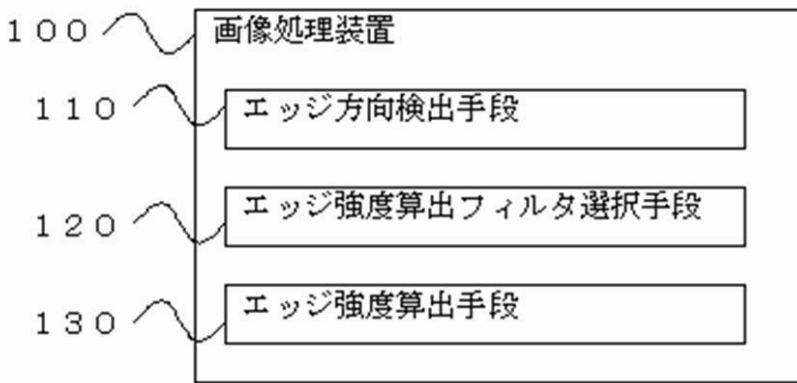 １００ 画像処理装置
１１０ エッジ方向検出手段
１２０ エッジ強度算出フィルタ選択手段
１３０ エッジ強度算出手段